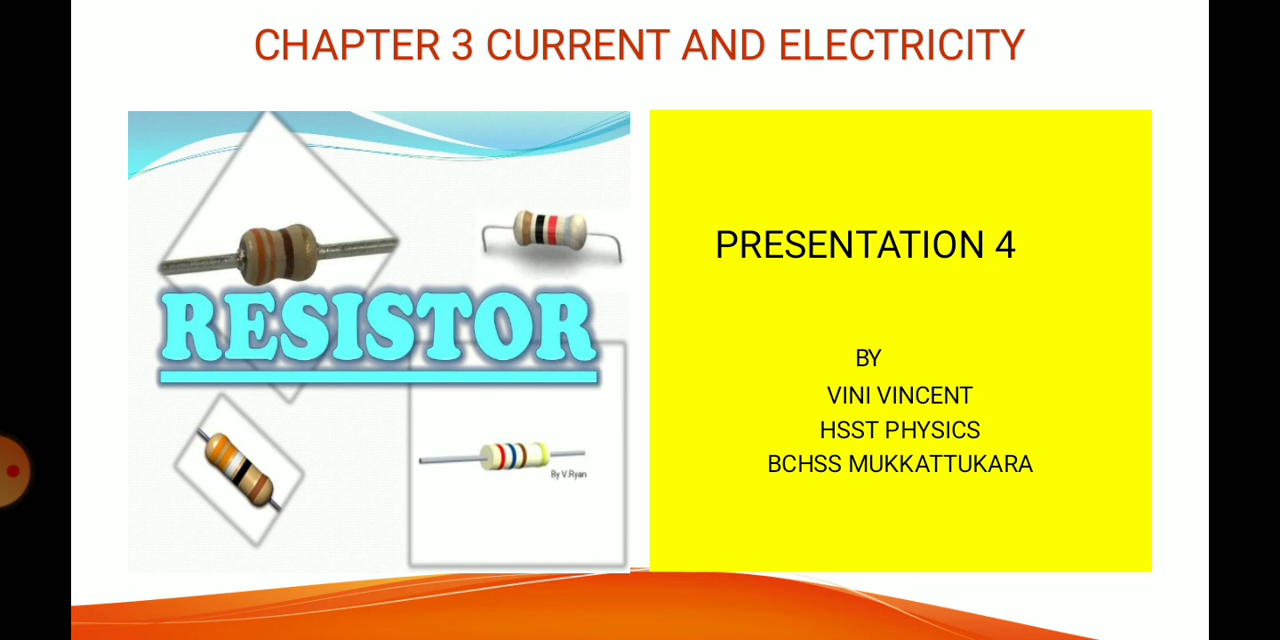 CHAPTER 3 CURRENT AND ELECTRICITY
RESISTOR
By V.Ryan
PRESENTATION 4
BY
VINI VINCENT
HSST PHYSICS
BCHSS MUKKATTUKARA